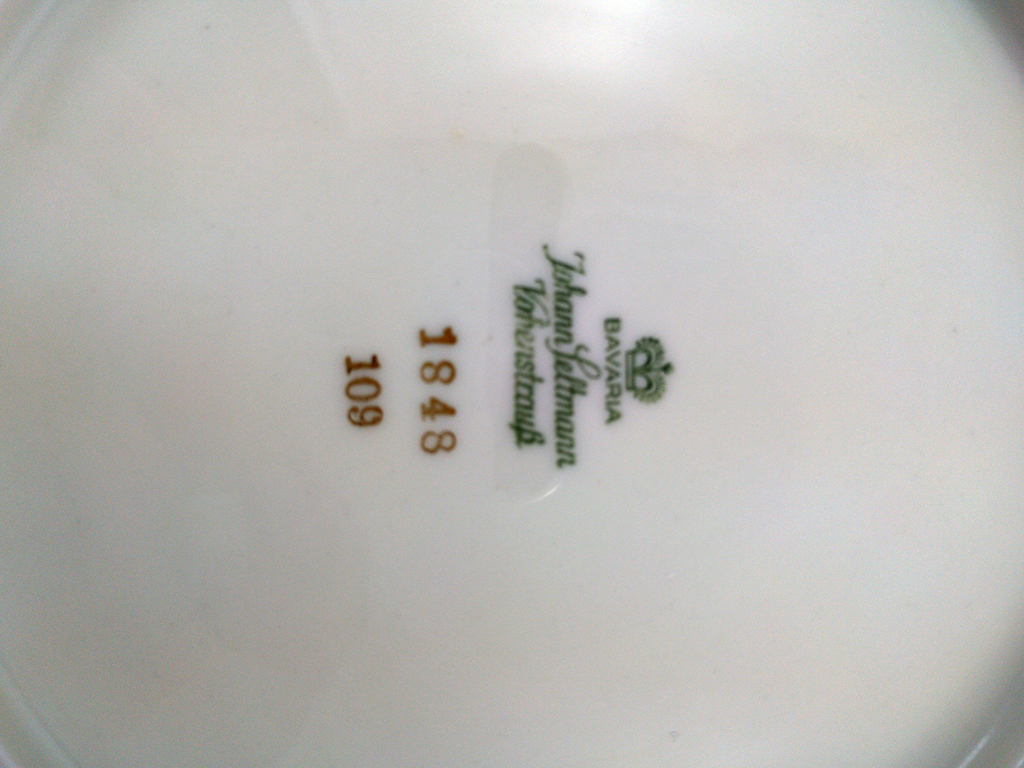 BAVARIA
Johann Seltmann
Vohenstrauß
1848
109